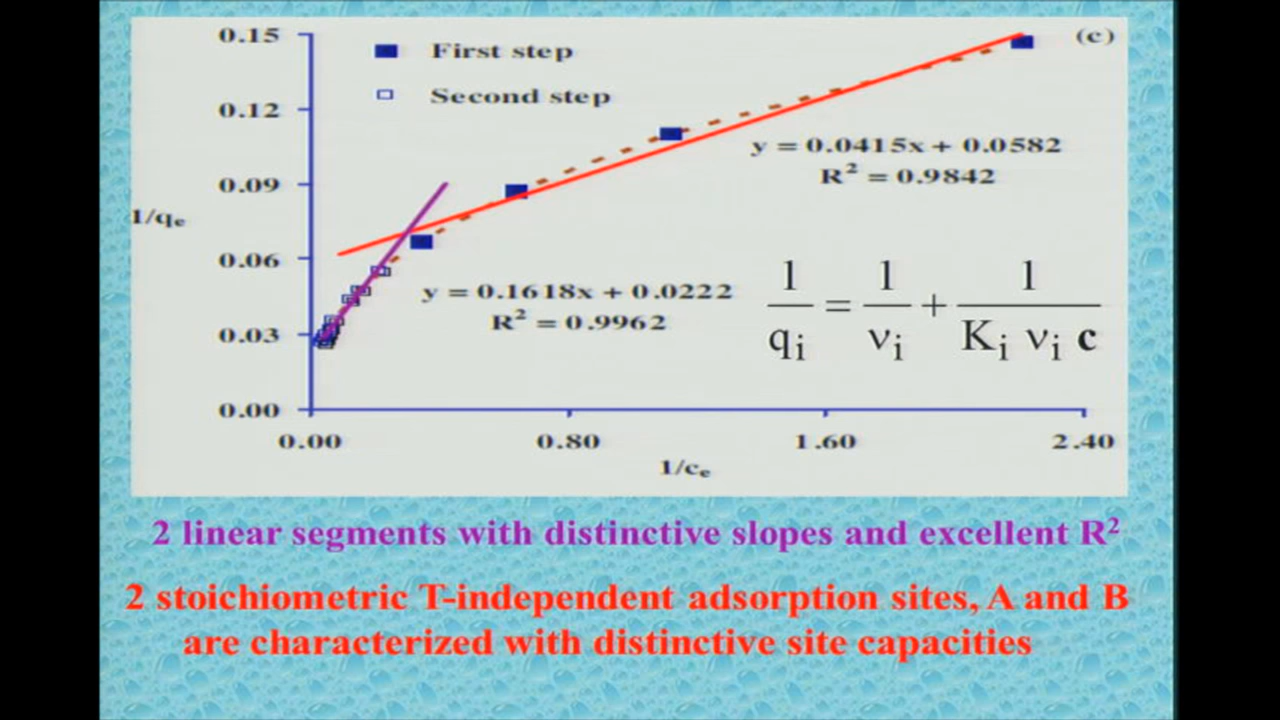 0.15
(c)
First step
0.12
Second step
y = 0.0415x + 0.0582
R² = 0.9842
0.09
1/qₑ
0.06
y = 0.1618x + 0.0222
R² = 0.9962
1/qᵢ = 1/νᵢ + 1/(Kᵢ νᵢ c)
0.03
0.00
0.00 0.80 1.60 2.40
1/cₑ
2 linear segments with distinctive slopes and excellent R²
2 stoichiometric T-independent adsorption sites, A and B
are characterized with distinctive site capacities